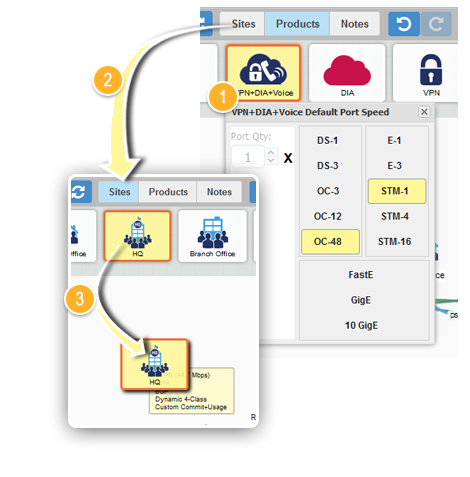 Sites Products Notes
1
VPN+DIA+Voice DIA VPN
VPN+DIA+Voice Default Port Speed
Port Qty:
1 X
DS-1 E-1
DS-3 E-3
OC-3 STM-1
OC-12 STM-4
OC-48 STM-16
FastE
GigE
10 GigE
DS
2
Sites Products Notes
HQ Branch Office
3
HQ
Mbps)
Dynamic 4-Class
Custom Commit+Usage
R